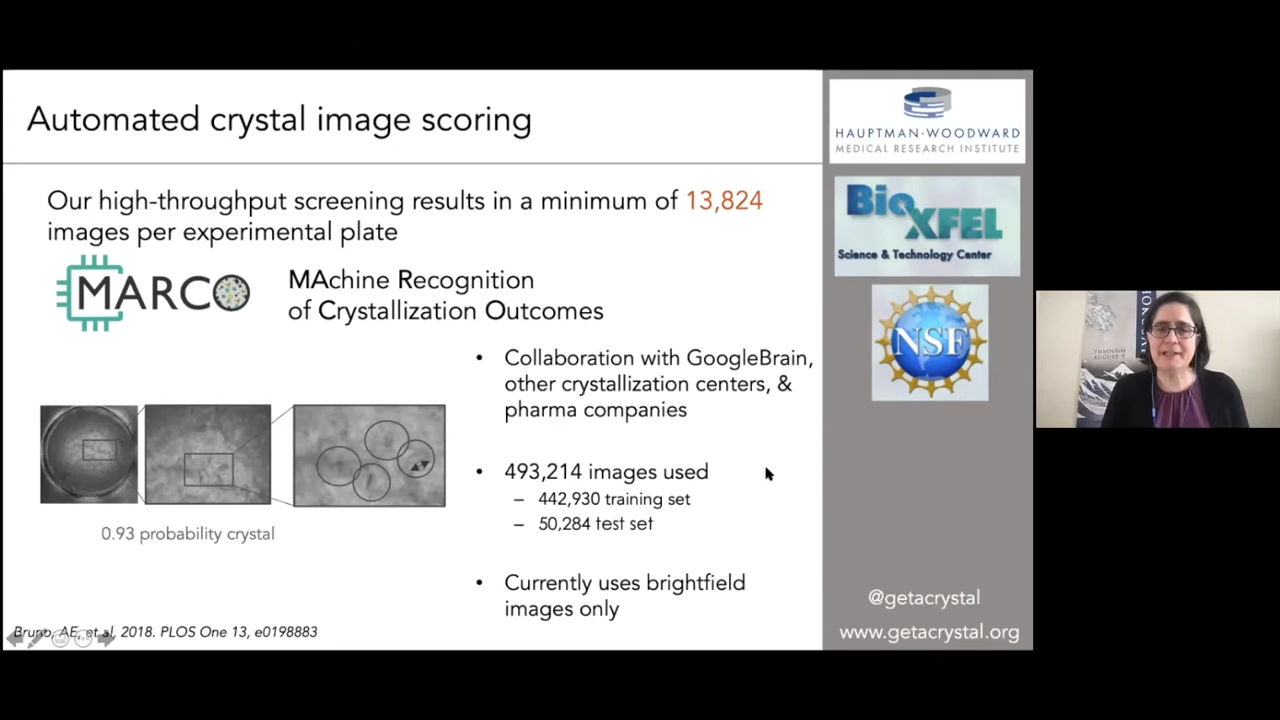 Automated crystal image scoring
Our high-throughput screening results in a minimum of 13,824
images per experimental plate
MARCO
MAchine Recognition
of Crystallization Outcomes
• Collaboration with GoogleBrain,
other crystallization centers, &
pharma companies
• 493,214 images used
– 442,930 training set
– 50,284 test set
• Currently uses brightfield
images only
0.93 probability crystal
Bruno, AE, et al, 2018. PLOS One 13, e0198883
HAUPTMAN·WOODWARD
MEDICAL RESEARCH INSTITUTE
BioXFEL
Science & Technology Center
NSF
@getacrystal
www.getacrystal.org
THROUGH
AUGUST